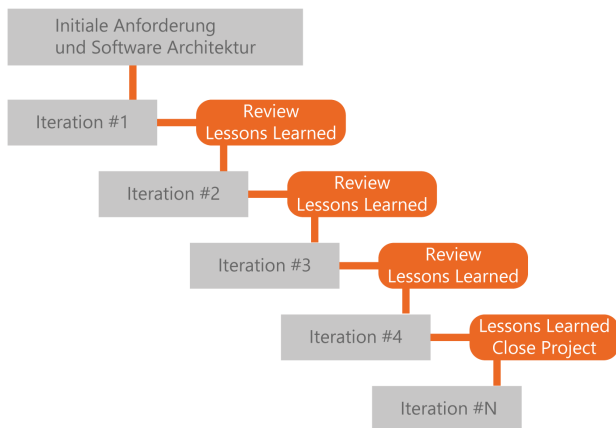 Initiale Anforderung
und Software Architektur
Iteration #1
Review
Lessons Learned
Iteration #2
Review
Lessons Learned
Iteration #3
Review
Lessons Learned
Iteration #4
Lessons Learned
Close Project
Iteration #N